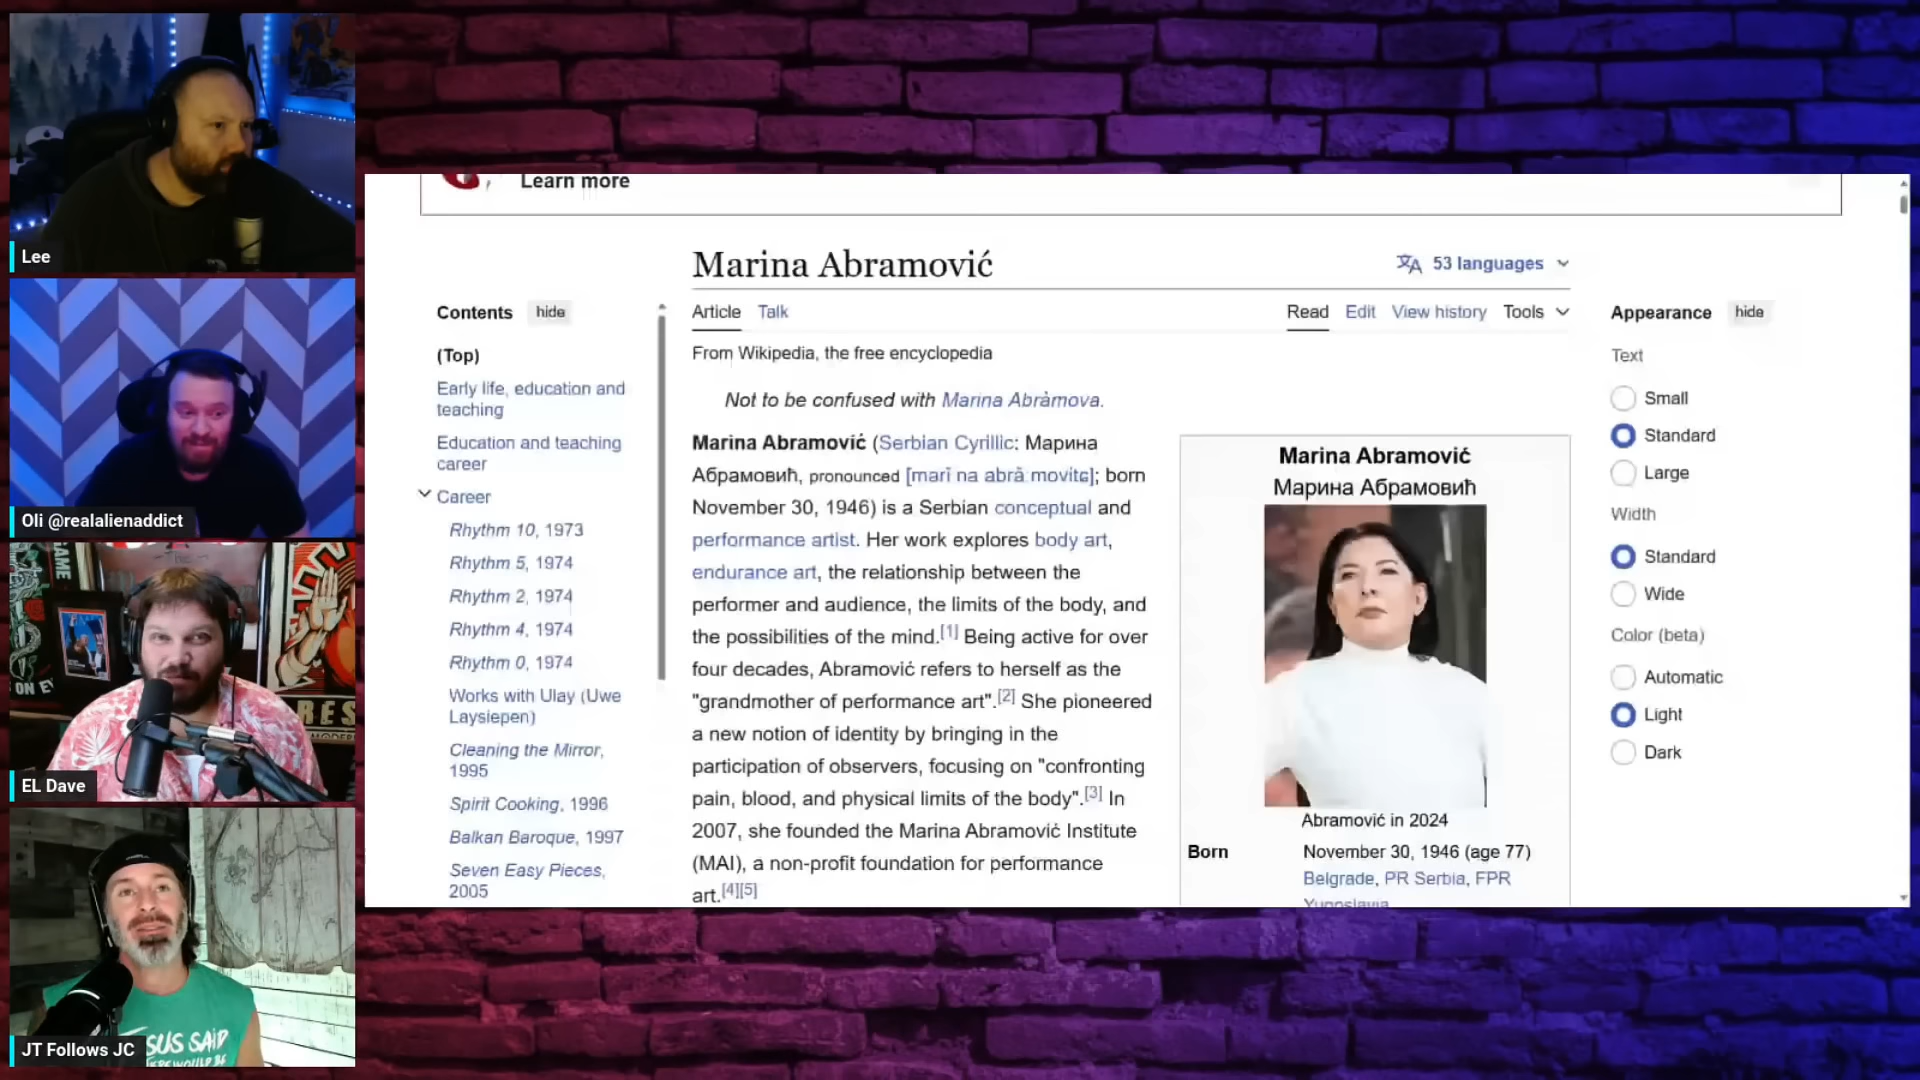 Lee
Oli @realalienaddict
GAME
ON E
RES
EL Dave
SUS SAID
JT Follows JC
Learn more
Marina Abramović
53 languages
Contents
hide
(Top)
Early life, education and
teaching
Education and teaching
career
Career
Rhythm 10, 1973
Rhythm 5, 1974
Rhythm 2, 1974
Rhythm 4, 1974
Rhythm 0, 1974
Works with Ulay (Uwe
Laysiepen)
Cleaning the Mirror,
1995
Spirit Cooking, 1996
Balkan Baroque, 1997
Seven Easy Pieces,
2005
Article Talk
Read Edit View history Tools
From Wikipedia, the free encyclopedia
Not to be confused with Marina Abràmova.
Marina Abramović (Serbian Cyrillic: Марина
Абрамовић, pronounced born
November 30, 1946) is a Serbian conceptual and
performance artist. Her work explores body art,
endurance art, the relationship between the
performer and audience, the limits of the body, and
the possibilities of the mind.[1] Being active for over
four decades, Abramović refers to herself as the
"grandmother of performance art".[2] She pioneered
a new notion of identity by bringing in the
participation of observers, focusing on "confronting
pain, blood, and physical limits of the body".[3] In
2007, she founded the Marina Abramović Institute
(MAI), a non-profit foundation for performance
art.[4][5]
Marina Abramović
Марина Абрамовић
Abramović in 2024
Born
November 30, 1946 (age 77)
Belgrade, PR Serbia, FPR
Yugoslavia
Appearance
hide
Text
Small
Standard
Large
Width
Standard
Wide
Color (beta)
Automatic
Light
Dark